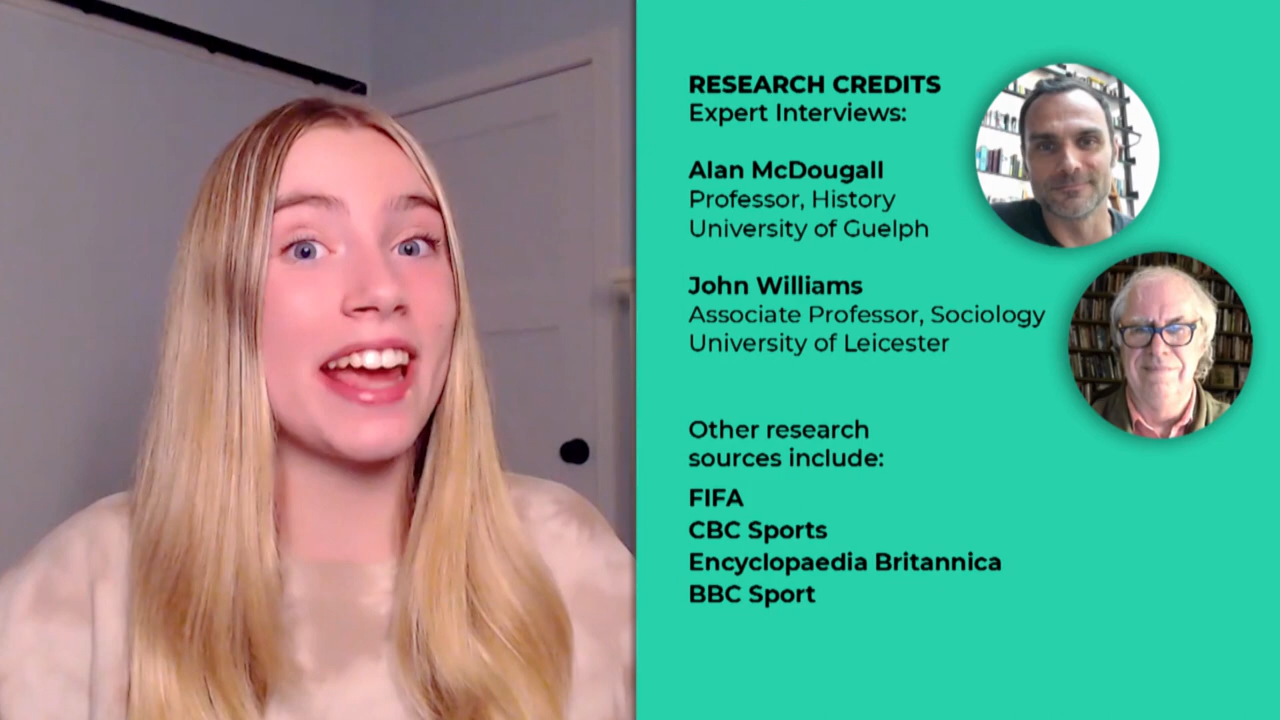 RESEARCH CREDITS
Expert Interviews:
Alan McDougall
Professor, History
University of Guelph
John Williams
Associate Professor, Sociology
University of Leicester
Other research
sources include:
FIFA
CBC Sports
Encyclopaedia Britannica
BBC Sport